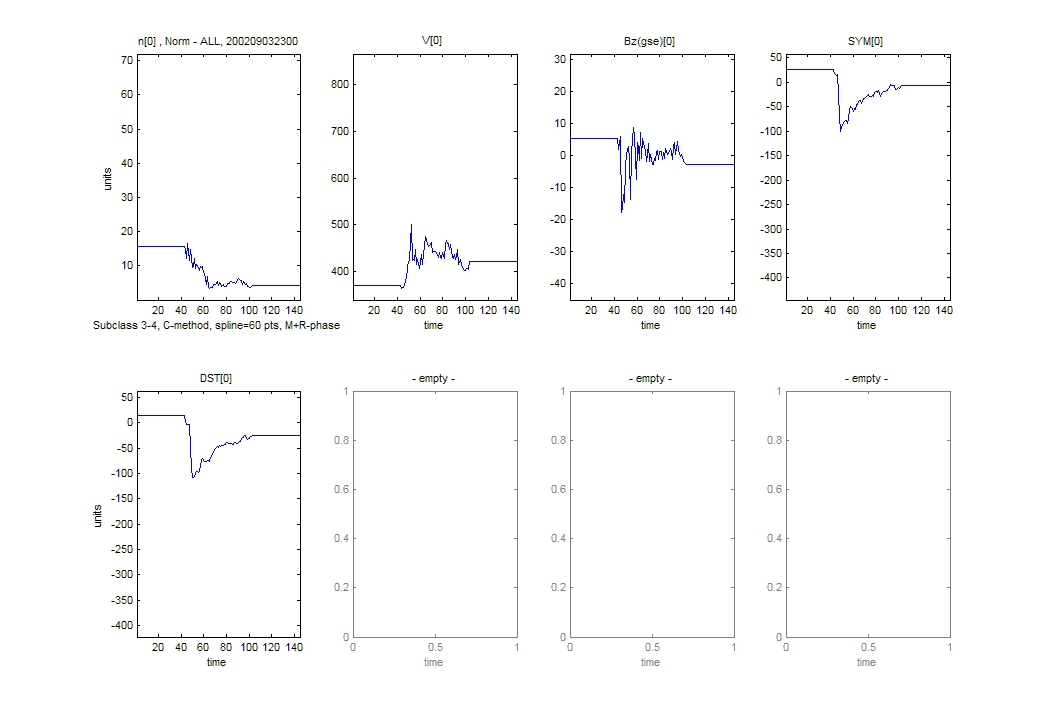 n[0] , Norm - ALL, 200209032300
V[0]
Bz(gse)[0]
SYM[0]
70
60
50
40
30
20
10
units
20 40 60 80 100 120 140
Subclass 3-4, C-method, spline=60 pts, M+R-phase
800
700
600
500
400
20 40 60 80 100 120 140
time
30
20
10
0
-10
-20
-30
-40
20 40 60 80 100 120 140
time
50
0
-50
-100
-150
-200
-250
-300
-350
-400
20 40 60 80 100 120 140
time
DST[0]
- empty -
- empty -
- empty -
50
0
-50
-100
-150
-200
-250
-300
-350
-400
units
20 40 60 80 100 120 140
time
1
0.8
0.6
0.4
0.2
0
0 0.5 1
time
1
0.8
0.6
0.4
0.2
0
0 0.5 1
time
1
0.8
0.6
0.4
0.2
0
0 0.5 1
time